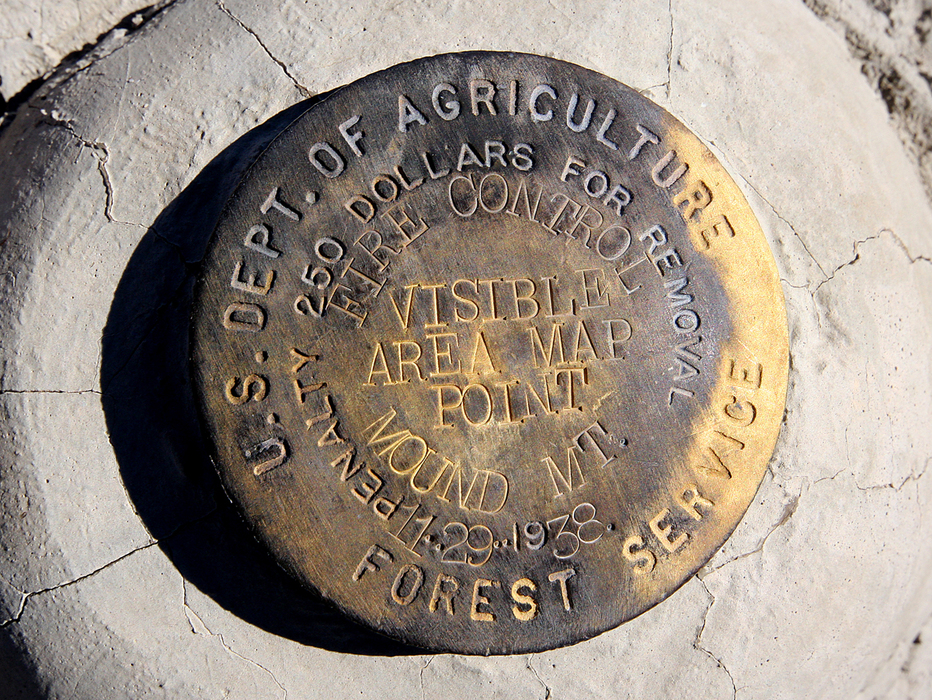 U.S. DEPT. OF AGRICULTURE
FOREST SERVICE
PENALTY 250 DOLLARS FOR REMOVAL
FIRE CONTROL
VISIBLE
AREA MAP
POINT
MOUND MT.
11..29..1938.